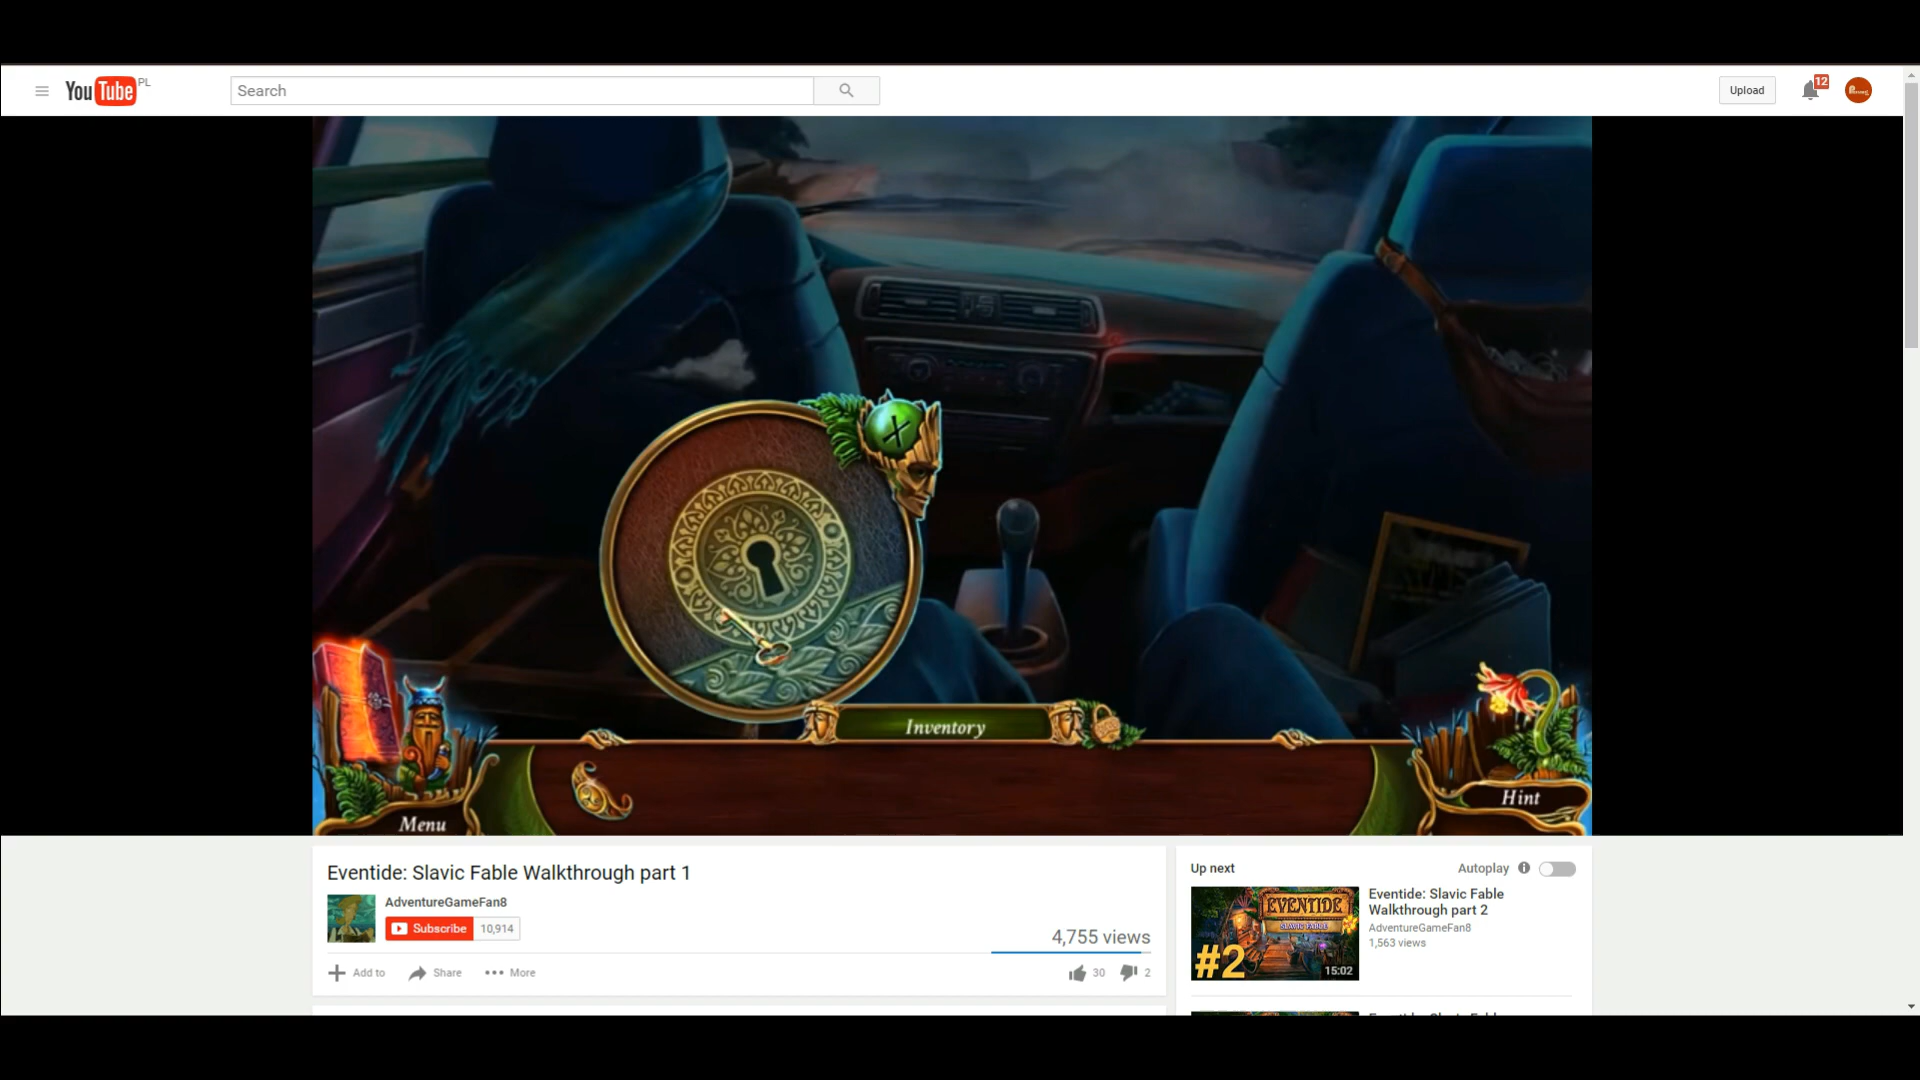 YouTube PL
Search
Upload
12
Inventory
Menu
Hint
Eventide: Slavic Fable Walkthrough part 1
AdventureGameFan8
Subscribe 10,914
4,755 views
Add to Share More
30 2
Up next
Autoplay
EVENTIDE
SLAVIC FABLE
#2
15:02
Eventide: Slavic Fable
Walkthrough part 2
AdventureGameFan8
1,563 views